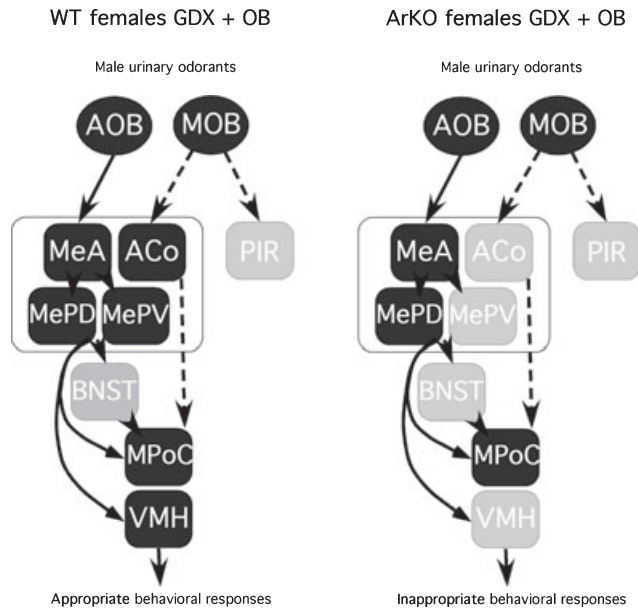 WT females GDX + OB
Male urinary odorants
AOB
MOB
MeA
ACo
PIR
MePD
MePV
BNST
MPoC
VMH
Appropriate behavioral responses
ArKO females GDX + OB
Male urinary odorants
AOB
MOB
MeA
ACo
PIR
MePD
MePV
BNST
MPoC
VMH
Inappropriate behavioral responses